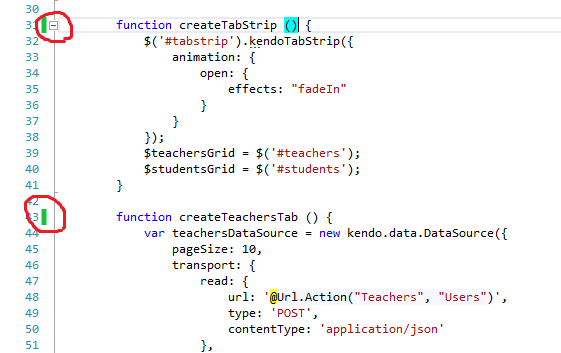 30
31 function createTabStrip () {
32 $('#tabstrip').kendoTabStrip({
33 animation: {
34 open: {
35 effects: "fadeIn"
36 }
37 }
38 });
39 $teachersGrid = $('#teachers');
40 $studentsGrid = $('#students');
41 }
42
43 function createTeachersTab () {
44 var teachersDataSource = new kendo.data.DataSource({
45 pageSize: 10,
46 transport: {
47 read: {
48 url: '@Url.Action("Teachers", "Users")',
49 type: 'POST',
50 contentType: 'application/json'
51 },